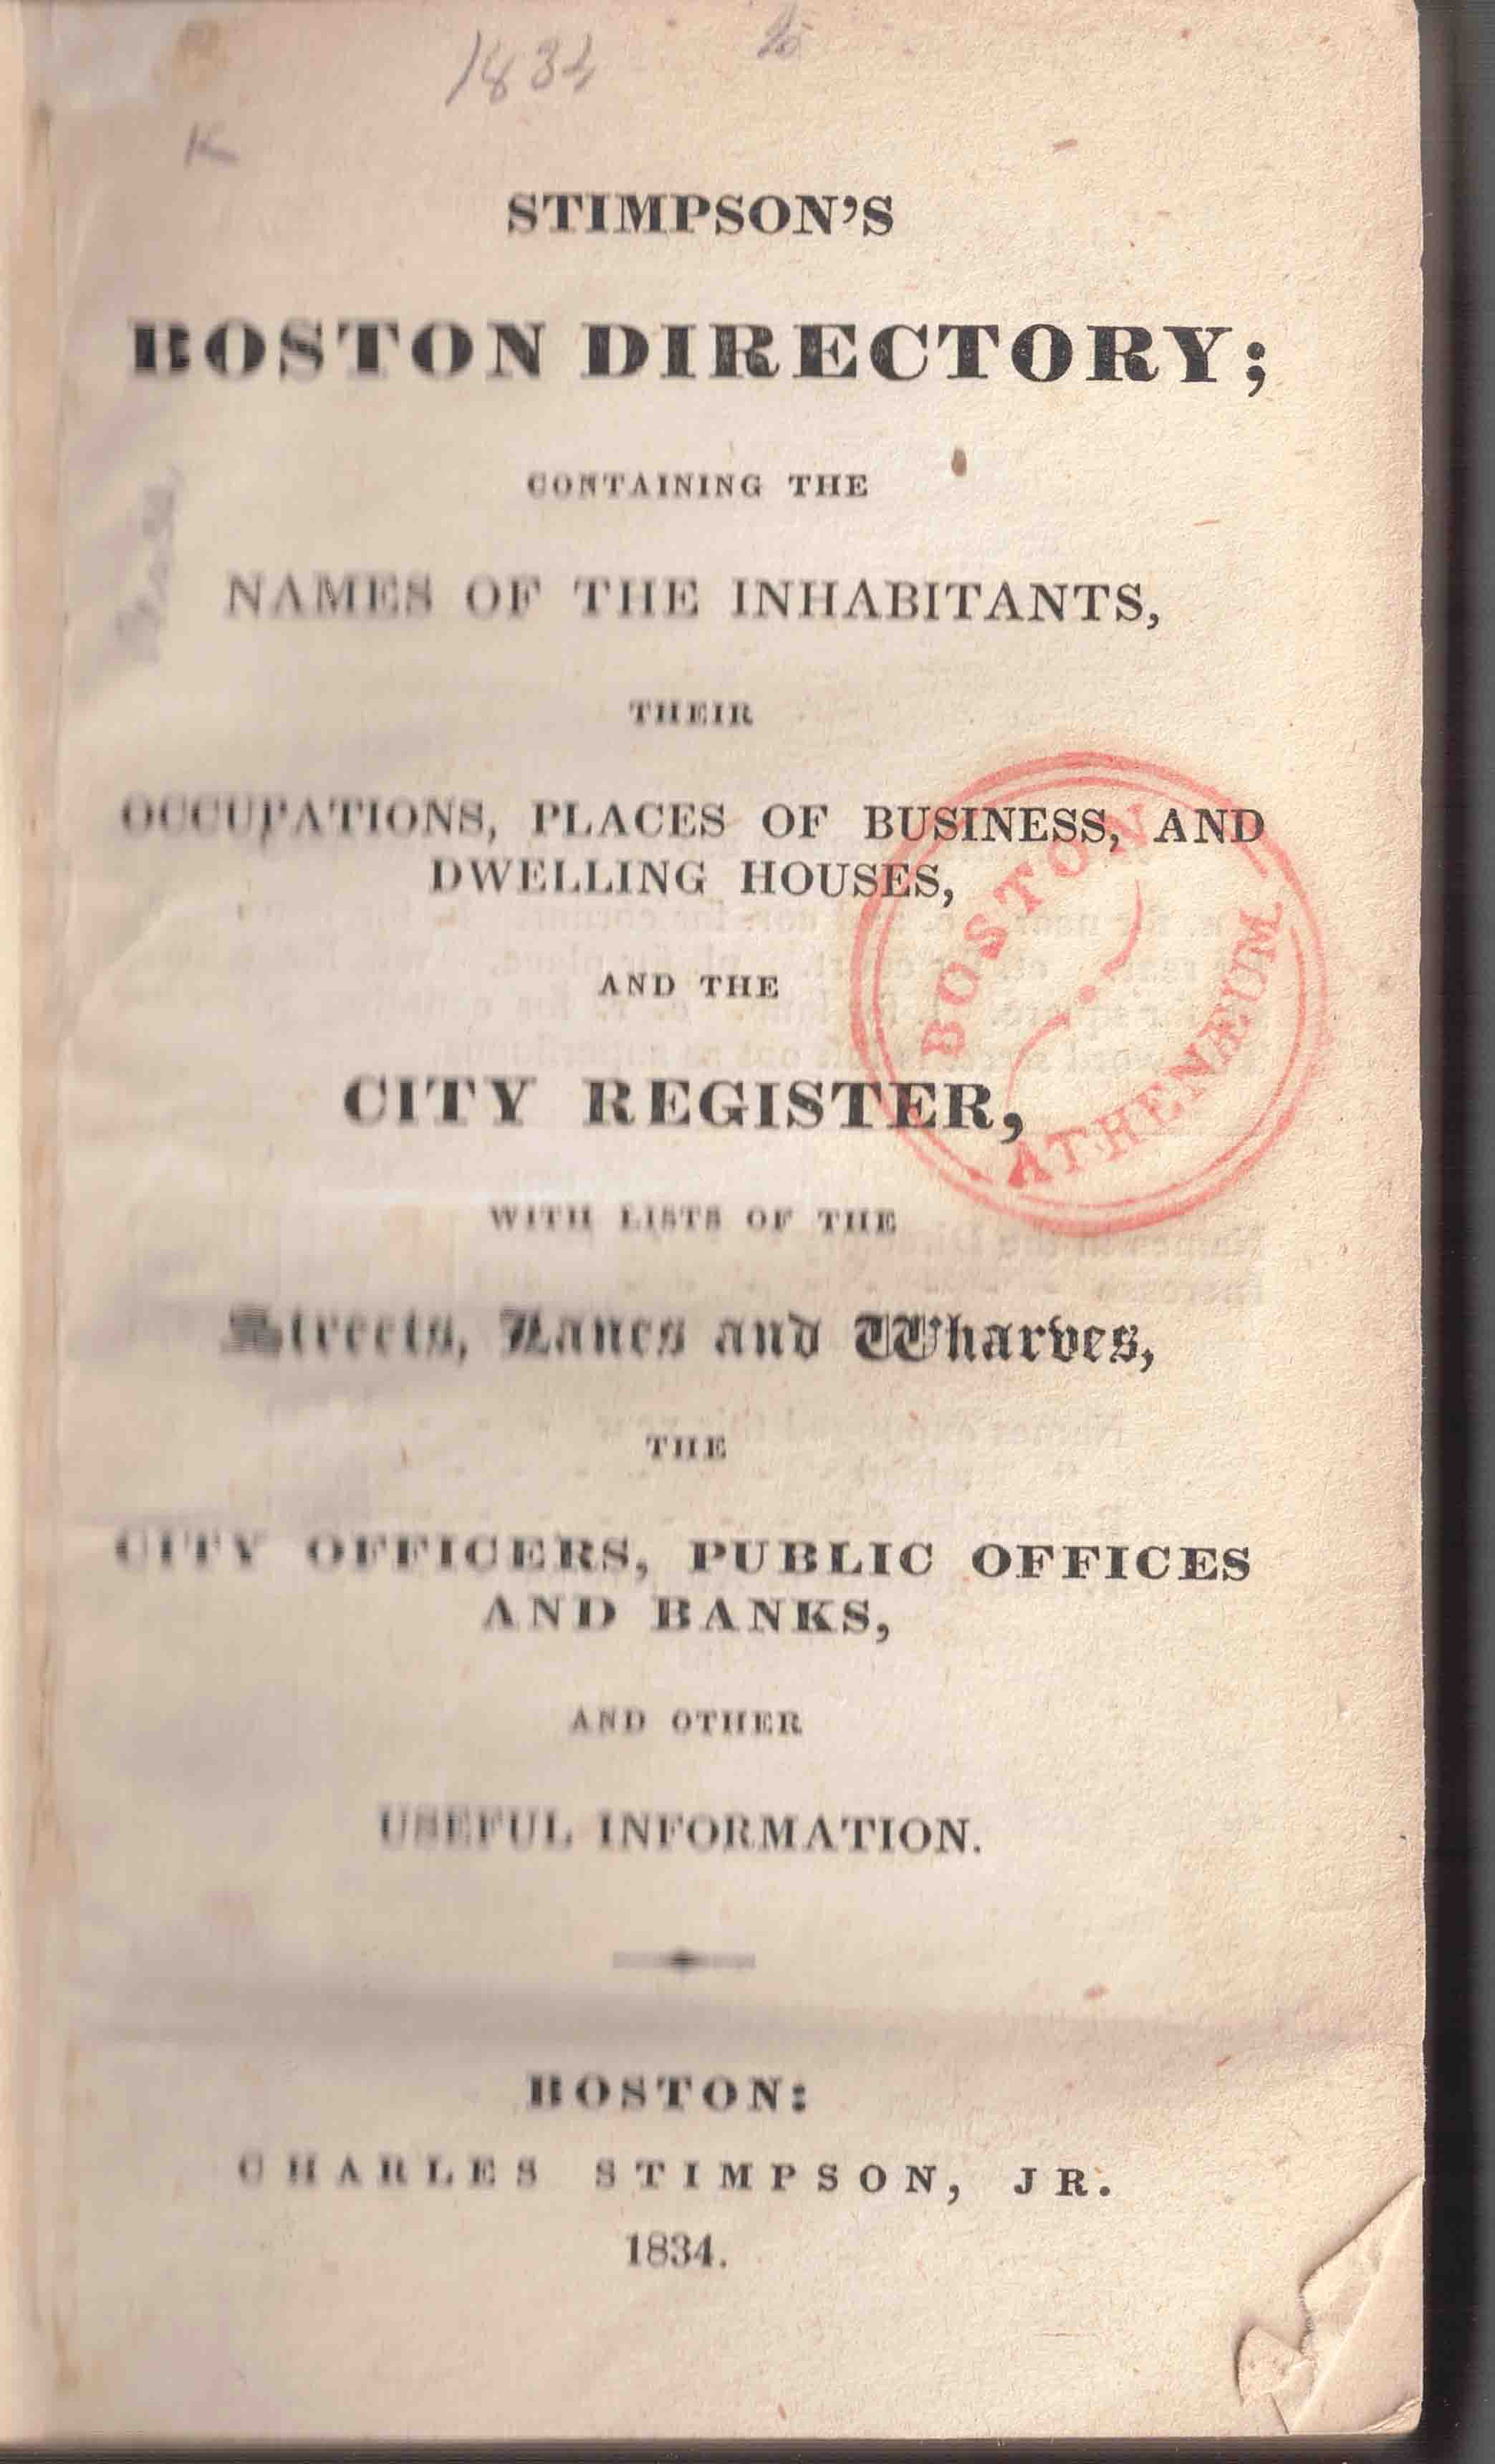 1834
K
STIMPSON'S
BOSTON DIRECTORY;
CONTAINING THE
NAMES OF THE INHABITANTS,
THEIR
OCCUPATIONS, PLACES OF BUSINESS, AND
DWELLING HOUSES,
AND THE
CITY REGISTER,
WITH LISTS OF THE
Streets, Lanes and Wharves,
THE
CITY OFFICERS, PUBLIC OFFICES
AND BANKS,
AND OTHER
USEFUL INFORMATION.
BOSTON:
CHARLES STIMPSON, JR.
1834.
BOSTON
ATHENÆUM